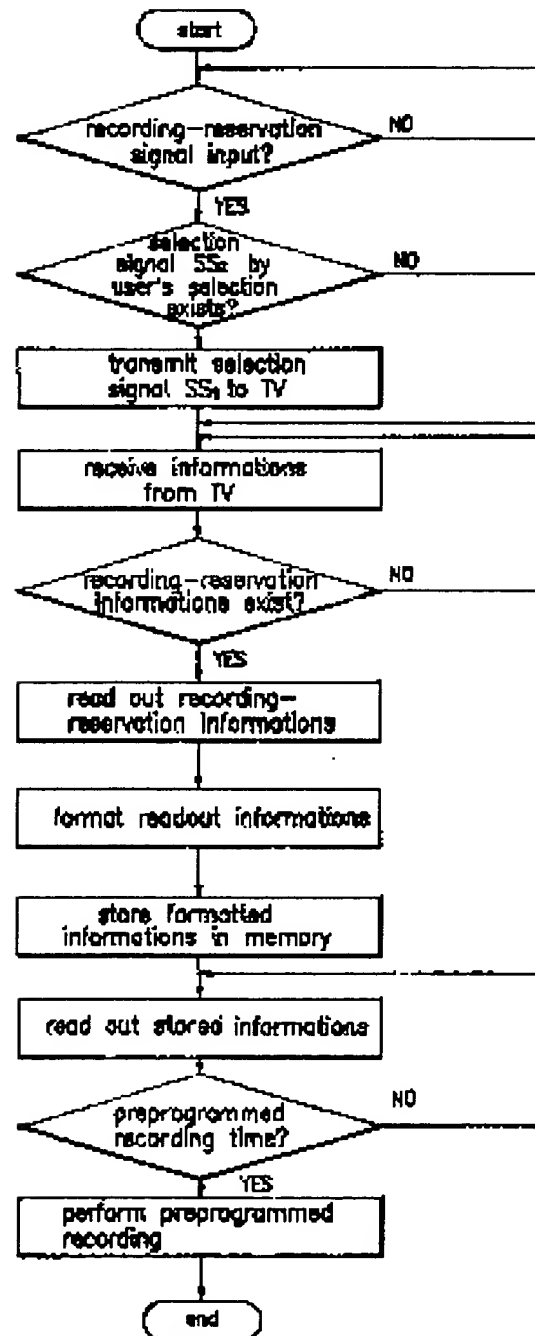 start
recording-reservation
signal input?
NO
YES
selection
signal SS₂ by
user's selection
exists?
NO
transmit selection
signal SS₁ to TV
receive informations
from TV
recording-reservation
informations exist?
NO
YES
read out recording-
reservation informations
format readout informations
store formatted
informations in memory
read out stored informations
preprogrammed
recording time?
NO
YES
perform preprogrammed
recording
end